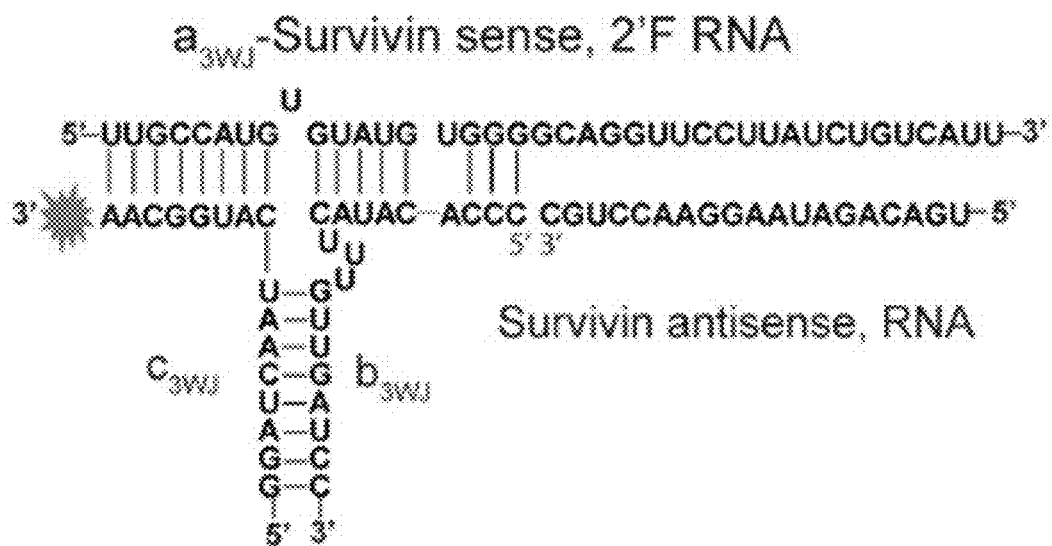 a3WJ-Survivin sense, 2'F RNA
U
5'-UUGCCAUG GUAUG UGGGGCAGGUUCCUUAUCUGUCAUU-3'
3' AACGGUAC CAUAC ACCC CGUCCAAGGAAUAGACAGU-5'
U 5' 3'
U
U
U G
A U
A U
C G
U A
A U
G C
G C
5' 3'
c3WJ b3WJ
Survivin antisense, RNA